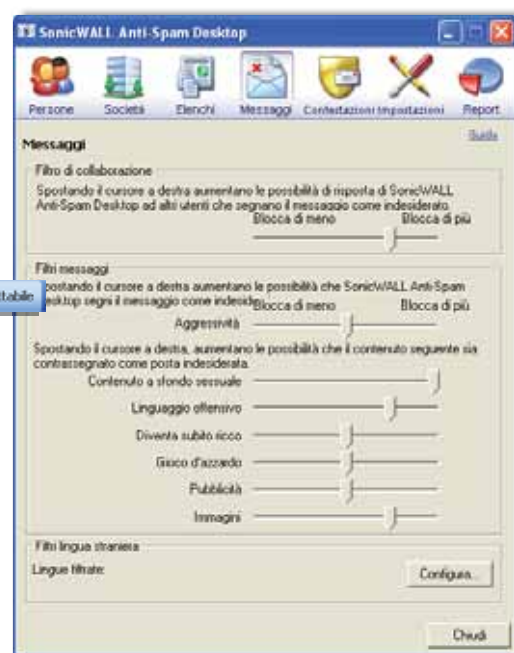 SonicWALL Anti-Spam Desktop
Persone Società Elenchi Messaggi Contestazioni Impostazioni Report
Guida
Messaggi
Filtro di collaborazione
Spostando il cursore a destra aumentano le possibilità di risposta di SonicWALL
Anti-Spam Desktop ad altri utenti che segnano il messaggio come indesiderato.
Blocca di meno Blocca di più
Filtri messaggi
Spostando il cursore a destra aumentano le possibilità che SonicWALL Anti-Spam
Desktop segni il messaggio come indeside
Blocca di meno Blocca di più
tabile
Aggressività
Spostando il cursore a destra, aumentano le possibilità che il contenuto seguente sia
contrassegnato come posta indesiderata.
Contenuto a sfondo sessuale
Linguaggio offensivo
Diventa subito ricco
Gioco d'azzardo
Pubblicità
Immagini
Filtri lingua straniera
Lingue filtrate:
Configura...
Chiudi